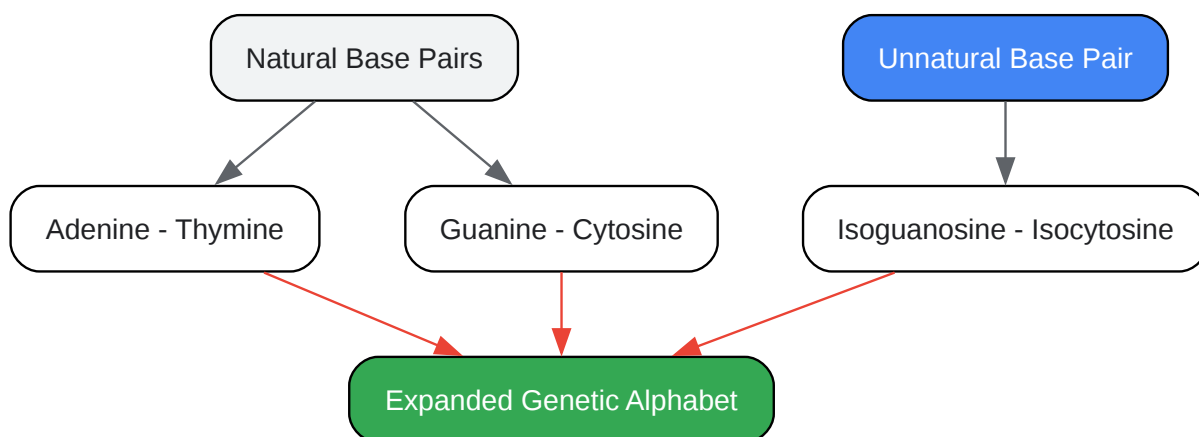 Natural Base Pairs
Unnatural Base Pair
Adenine - Thymine
Guanine - Cytosine
Isoguanosine - Isocytosine
Expanded Genetic Alphabet